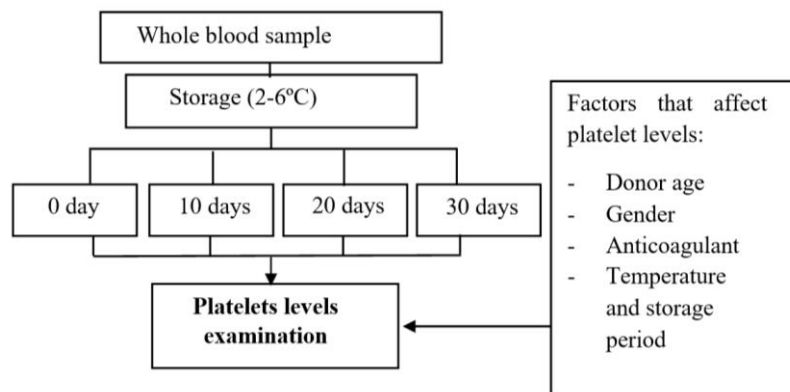 Whole blood sample
Storage (2-6ºC)
0 day
10 days
20 days
30 days
Platelets levels
examination
Factors that affect
platelet levels:
- Donor age
- Gender
- Anticoagulant
- Temperature
and storage
period